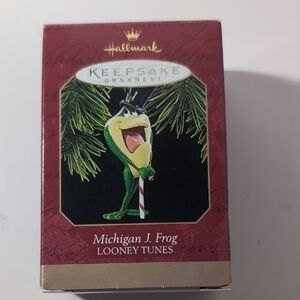 Hallmark
KEEPSAKE
ORNAMENT
Michigan J. Frog
LOONEY TUNES